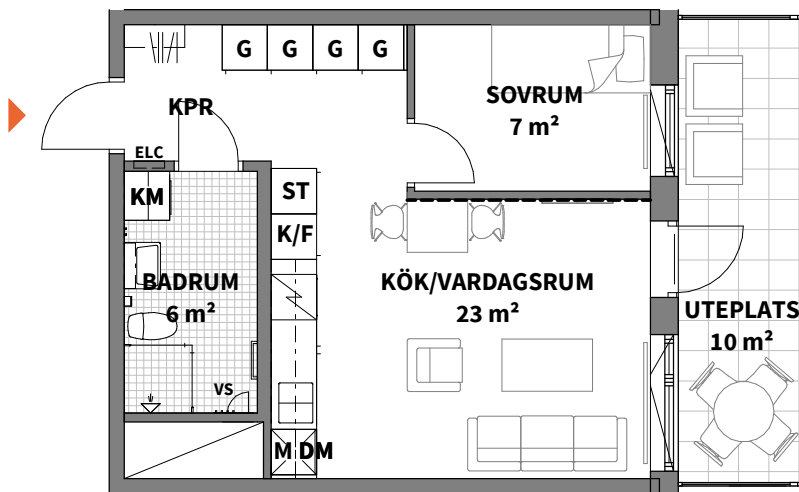 G G G G
KPR
SOVRUM
7 m²
ELC
KM
ST
K/F
BADRUM
6 m²
KÖK/VARDAGSRUM
23 m²
UTEPLATS
10 m²
VS
M DM